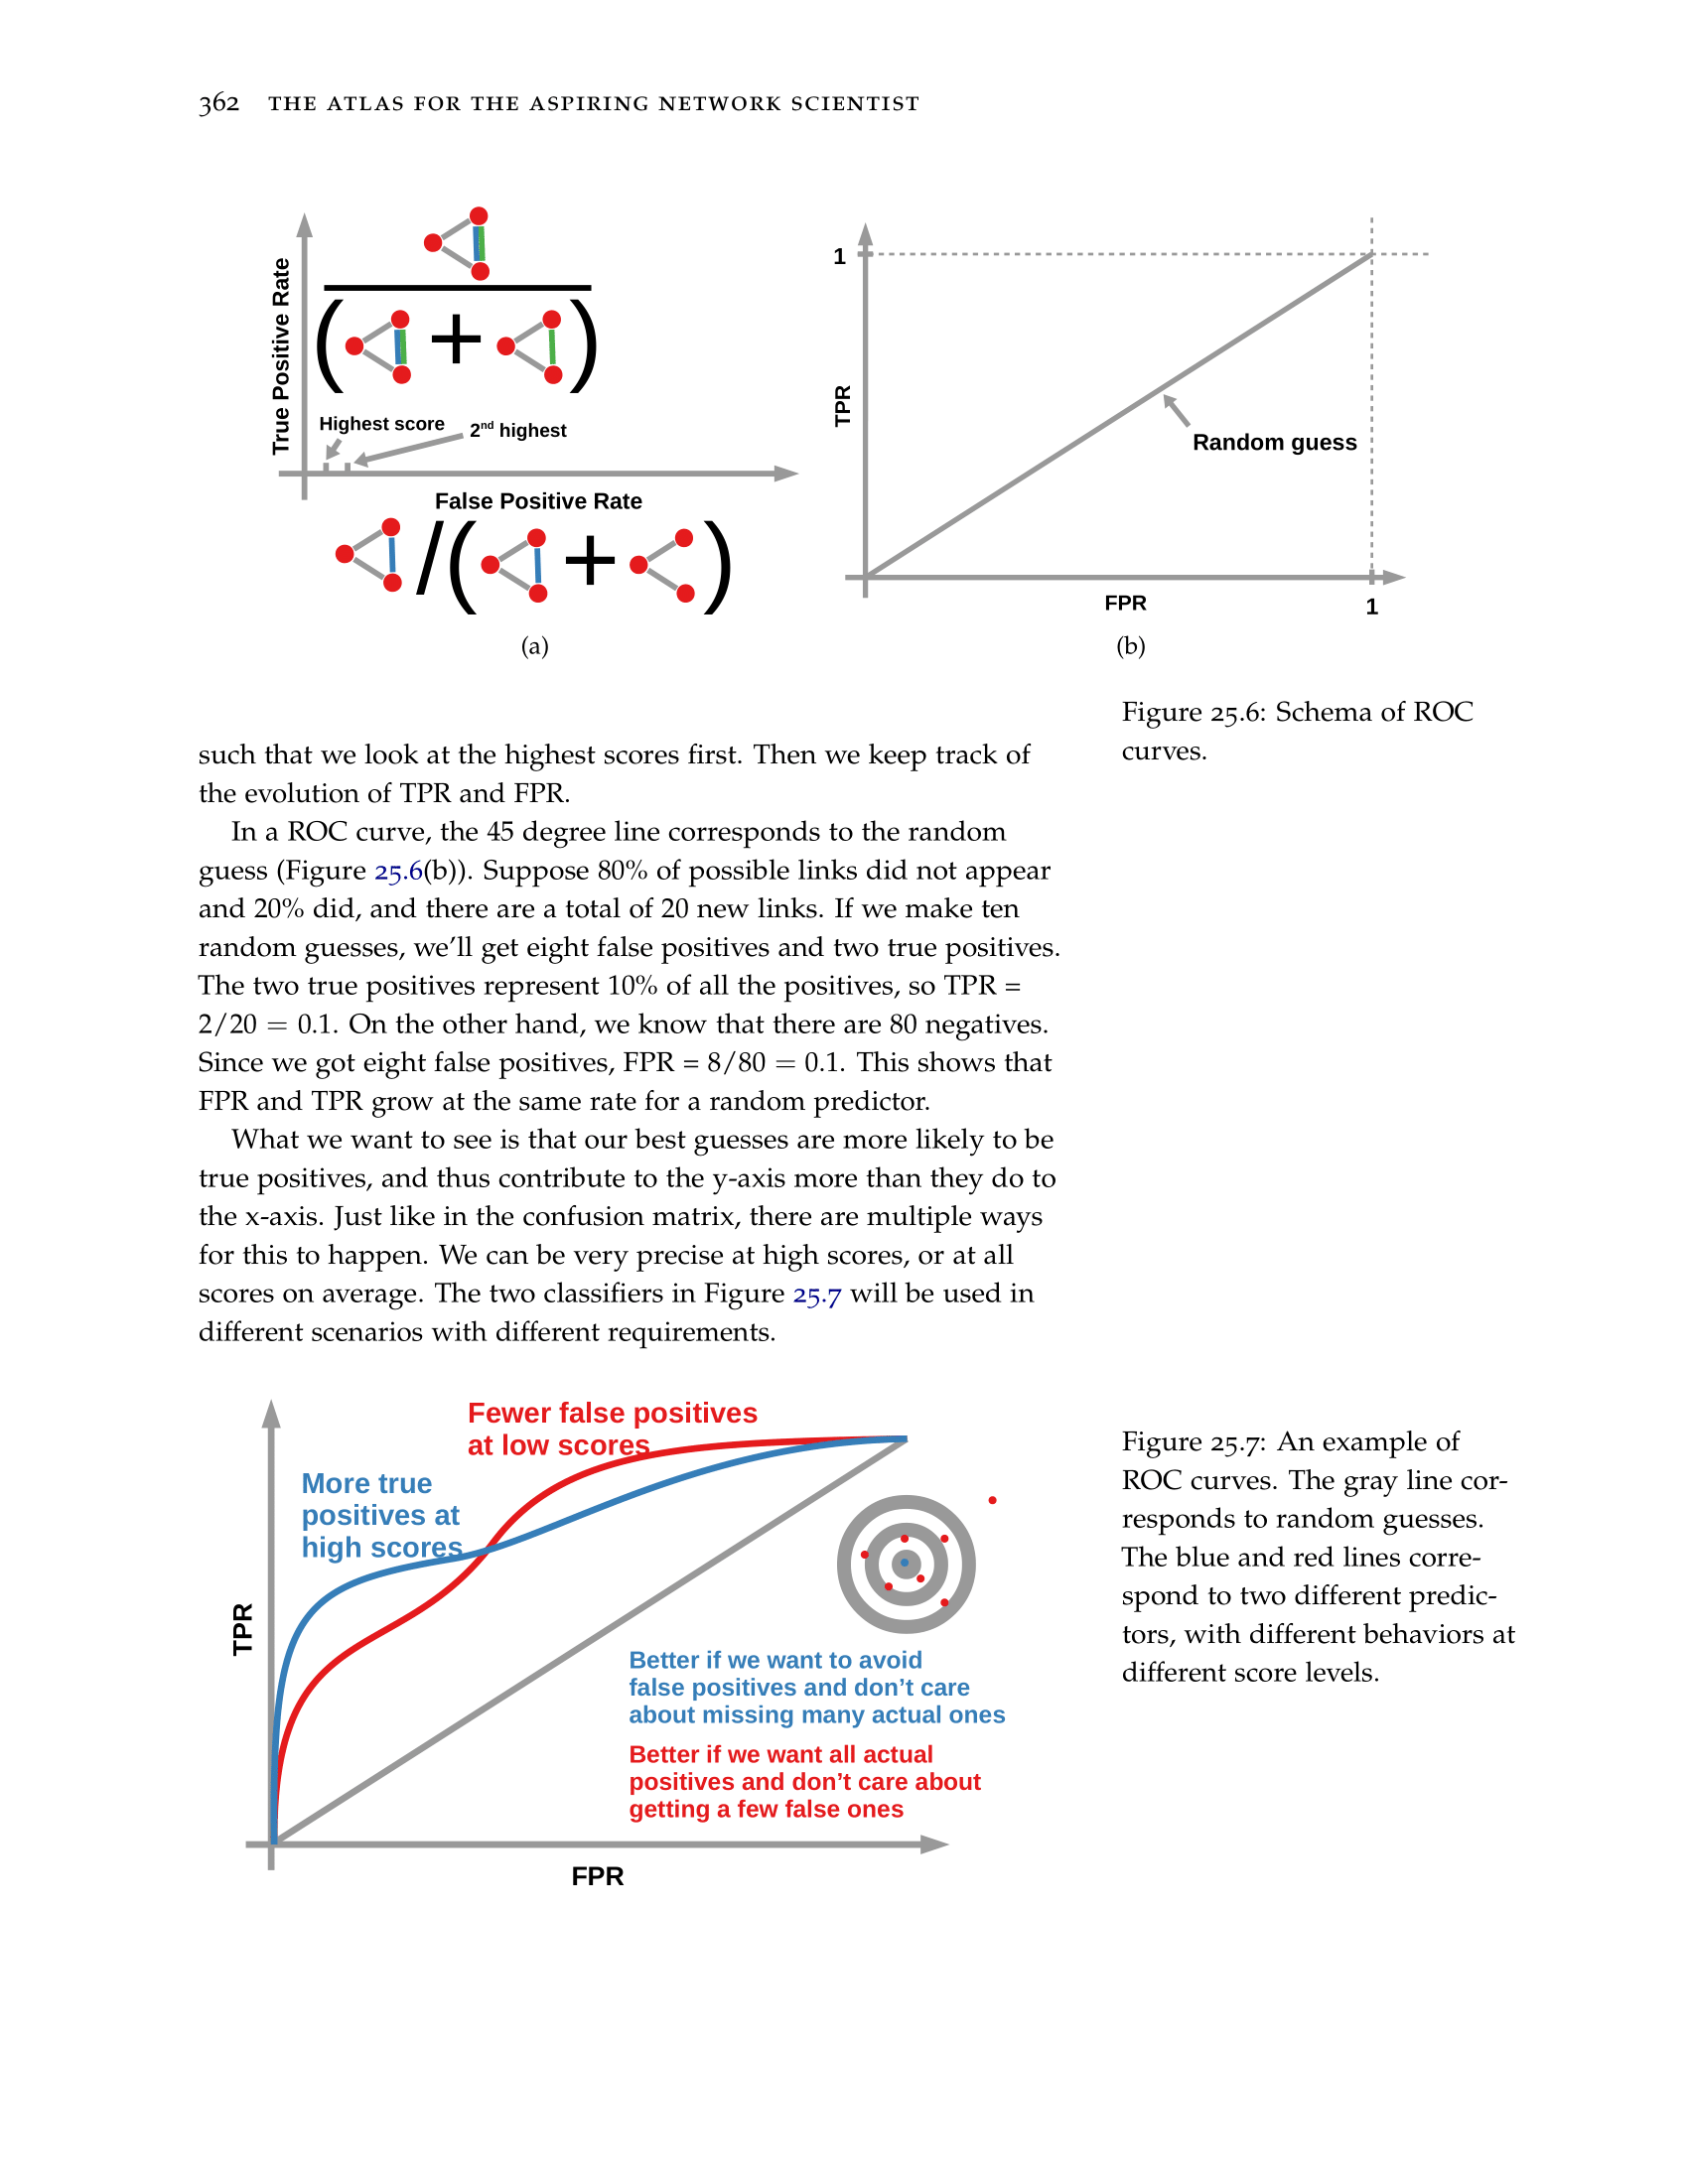 362 THE ATLAS FOR THE ASPIRING NETWORK SCIENTIST
True Positive Rate
( + )
Highest score
2nd highest
False Positive Rate
/( + )
(a)
1
TPR
Random guess
FPR
1
(b)
Figure 25.6: Schema of ROC
curves.
such that we look at the highest scores first. Then we keep track of
the evolution of TPR and FPR.
In a ROC curve, the 45 degree line corresponds to the random
guess (Figure 25.6(b)). Suppose 80% of possible links did not appear
and 20% did, and there are a total of 20 new links. If we make ten
random guesses, we'll get eight false positives and two true positives.
The two true positives represent 10% of all the positives, so TPR =
2/20 = 0.1. On the other hand, we know that there are 80 negatives.
Since we got eight false positives, FPR = 8/80 = 0.1. This shows that
FPR and TPR grow at the same rate for a random predictor.
What we want to see is that our best guesses are more likely to be
true positives, and thus contribute to the y-axis more than they do to
the x-axis. Just like in the confusion matrix, there are multiple ways
for this to happen. We can be very precise at high scores, or at all
scores on average. The two classifiers in Figure 25.7 will be used in
different scenarios with different requirements.
Fewer false positives
at low scores
More true
positives at
high scores
TPR
Better if we want to avoid
false positives and don't care
about missing many actual ones
Better if we want all actual
positives and don't care about
getting a few false ones
FPR
Figure 25.7: An example of
ROC curves. The gray line cor-
responds to random guesses.
The blue and red lines corre-
spond to two different predic-
tors, with different behaviors at
different score levels.